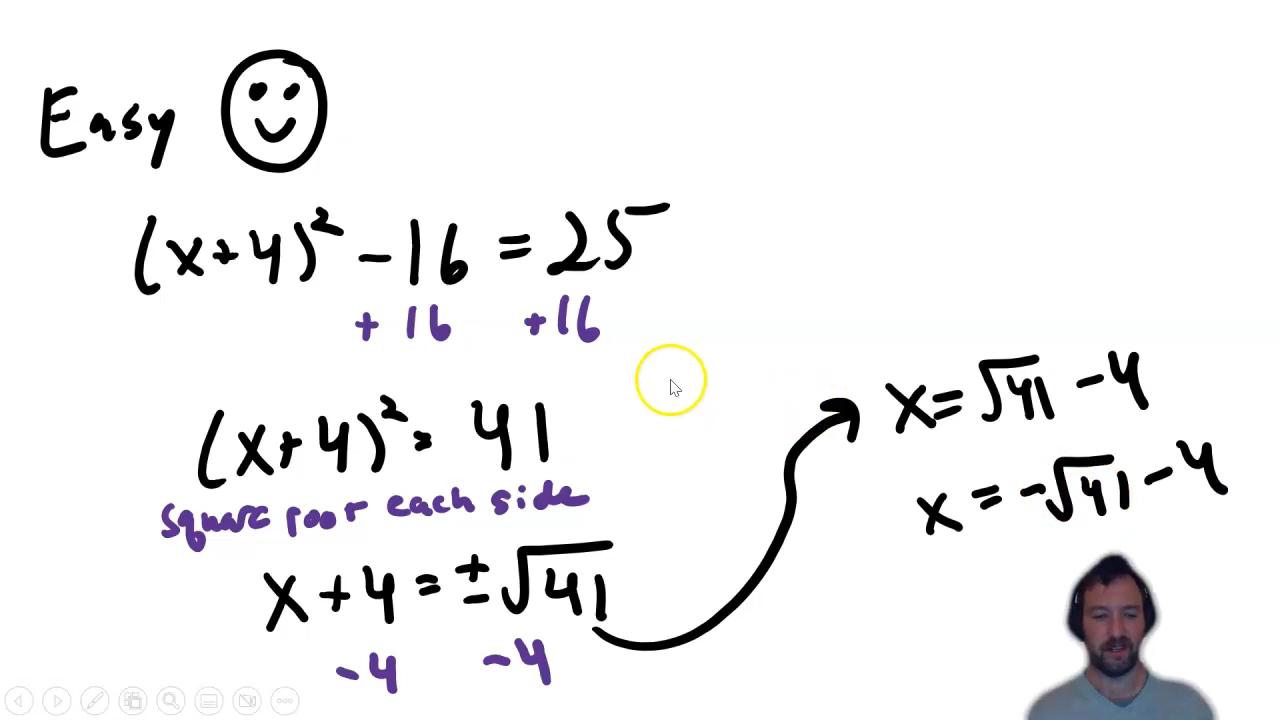 Easy
(x+4)² -16 = 25
+ 16 +16
(x+4)² = 41
square root each side
x+4 = ±√41
-4 -4
x = √41 -4
x = -√41 -4